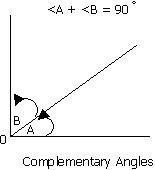 <A + <B = 90°
B
A
0
Complementary Angles